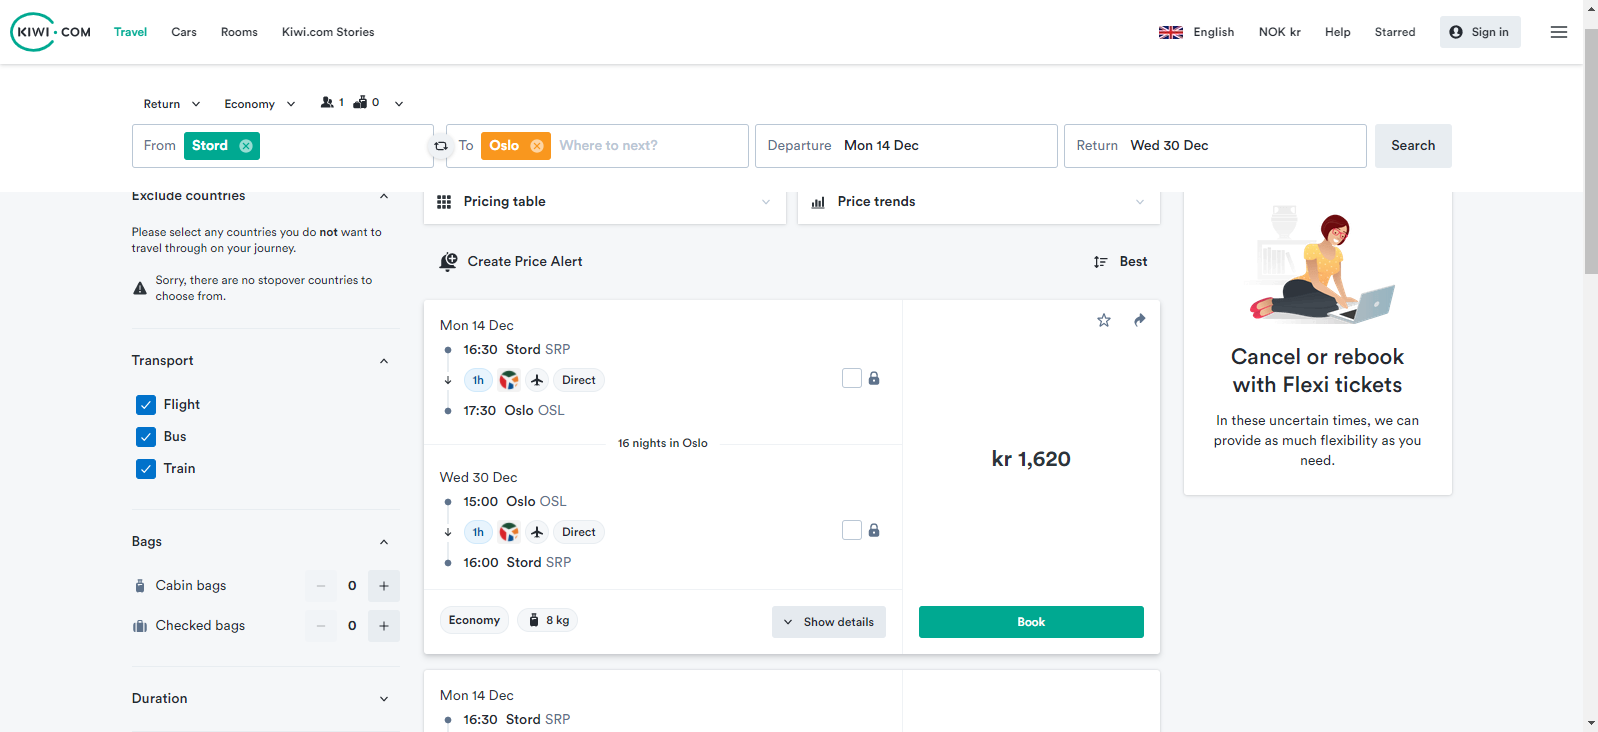 KIWI.COM Travel Cars Rooms Kiwi.com Stories English NOK kr Help Starred Sign in
Return Economy 1 0
From Stord To Oslo Where to next? Departure Mon 14 Dec Return Wed 30 Dec Search
Exclude countries
Please select any countries you do not want to
travel through on your journey.
Sorry, there are no stopover countries to
choose from.
Transport
Flight
Bus
Train
Bags
Cabin bags 0
Checked bags 0
Duration
Pricing table
Price trends
Create Price Alert
Best
Mon 14 Dec
16:30 Stord SRP
1h Direct
17:30 Oslo OSL
16 nights in Oslo
Wed 30 Dec
15:00 Oslo OSL
1h Direct
16:00 Stord SRP
Economy 8 kg Show details
kr 1,620
Book
Mon 14 Dec
16:30 Stord SRP
Cancel or rebook
with Flexi tickets
In these uncertain times, we can
provide as much flexibility as you
need.